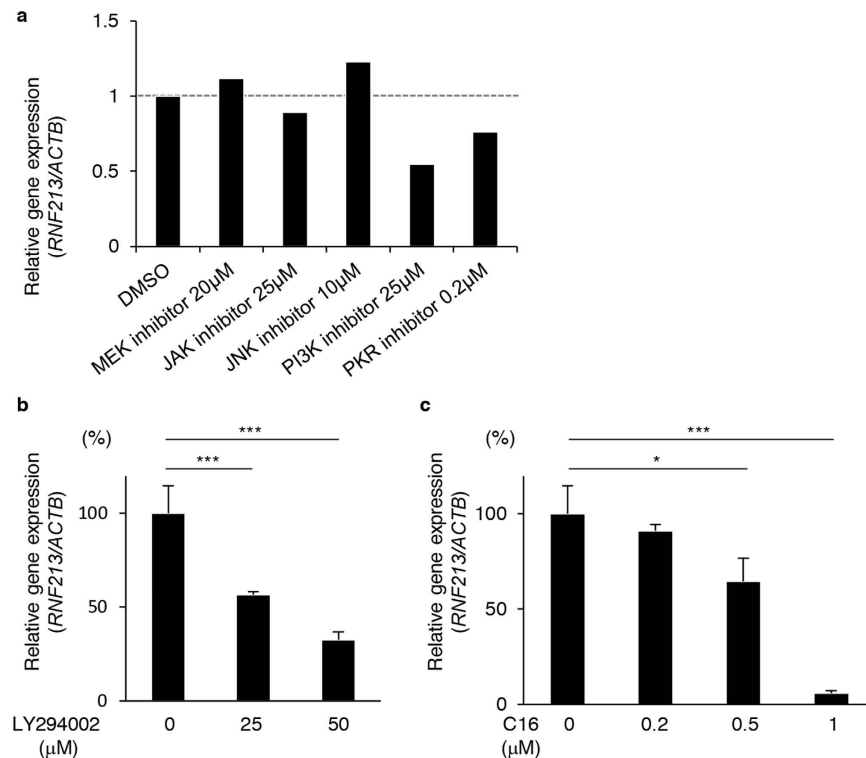 a
Relative gene expression
(RNF213/ACTB)
1.5
1
0.5
0
DMSO
MEK inhibitor 20μM
JAK inhibitor 25μM
JNK inhibitor 10μM
PI3K inhibitor 25μM
PKR inhibitor 0.2μM
b
(%)
***
***
Relative gene expression
(RNF213/ACTB)
100
50
0
LY294002 0 25 50
(μM)
c
(%)
***
*
Relative gene expression
(RNF213/ACTB)
100
50
0
C16 0 0.2 0.5 1
(μM)